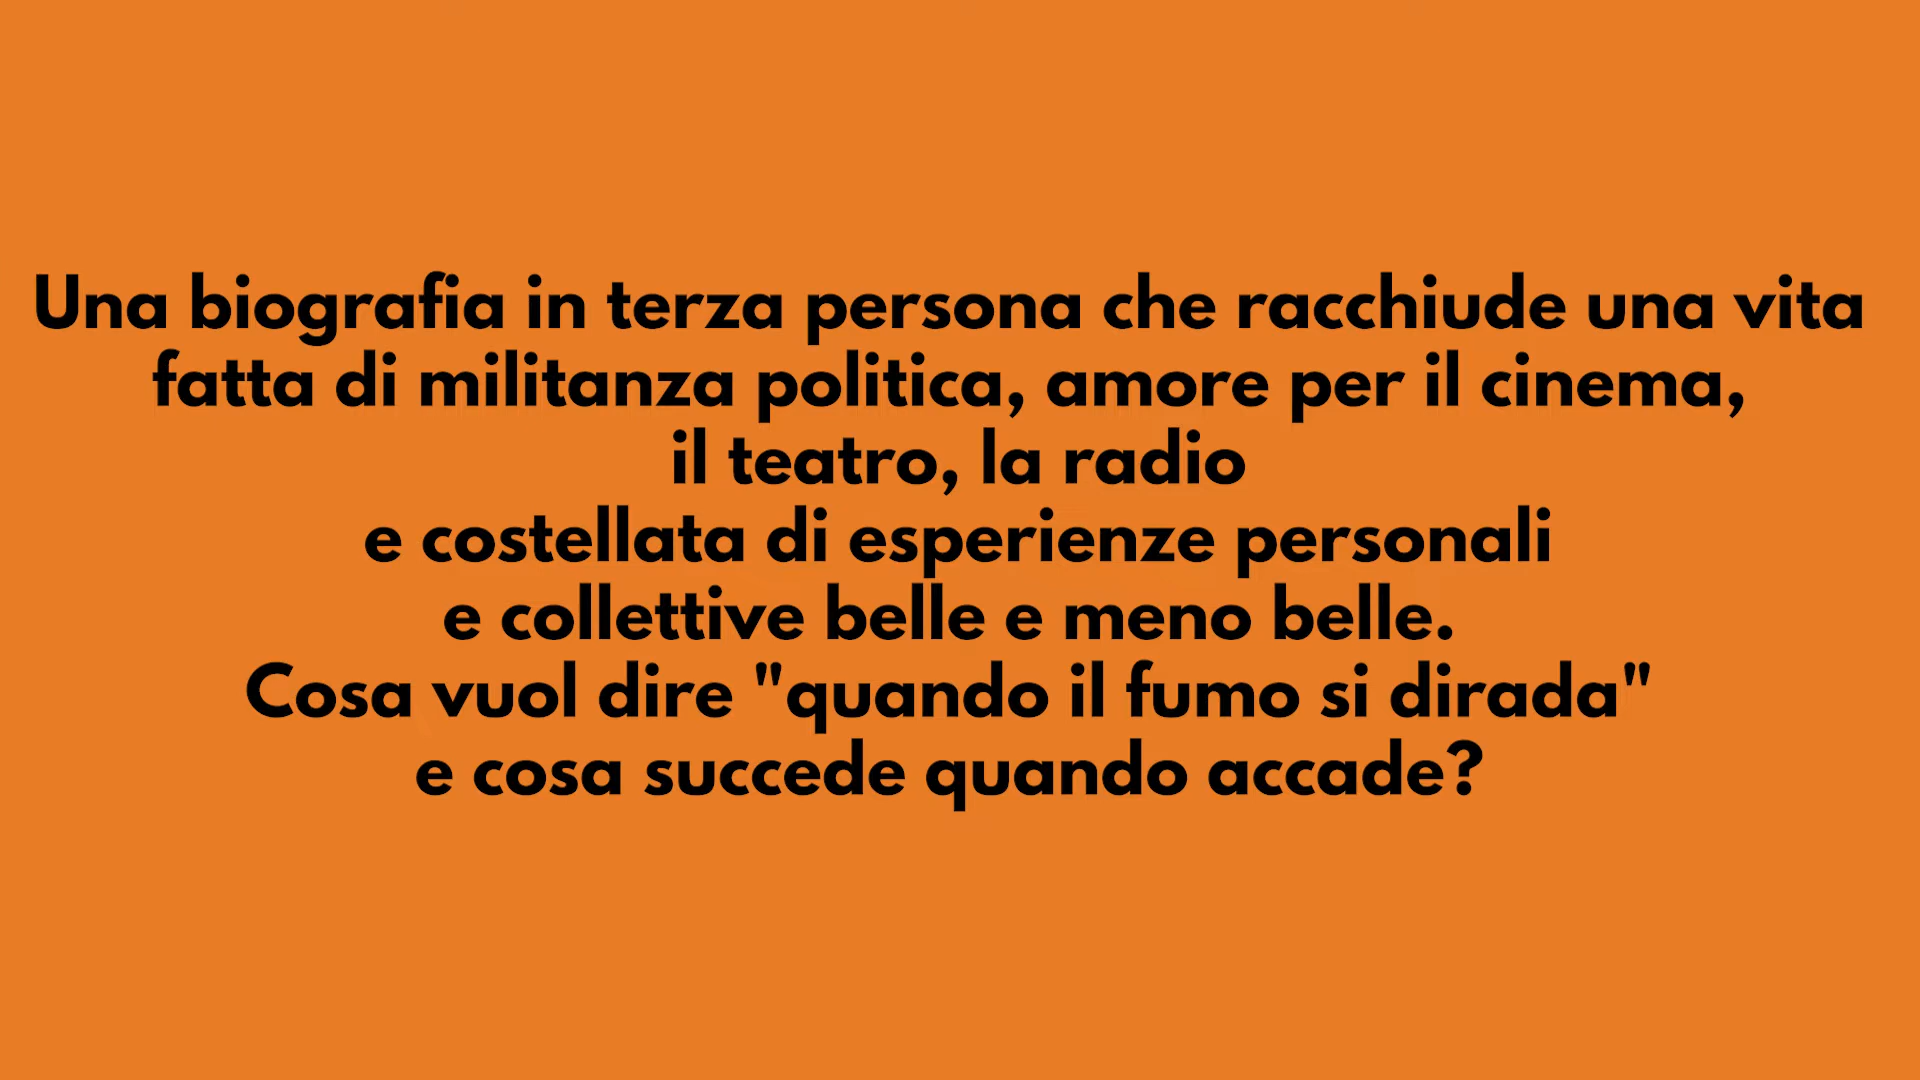 Una biografia in terza persona che racchiude una vita
fatta di militanza politica, amore per il cinema,
il teatro, la radio
e costellata di esperienze personali
e collettive belle e meno belle.
Cosa vuol dire "quando il fumo si dirada"
e cosa succede quando accade?